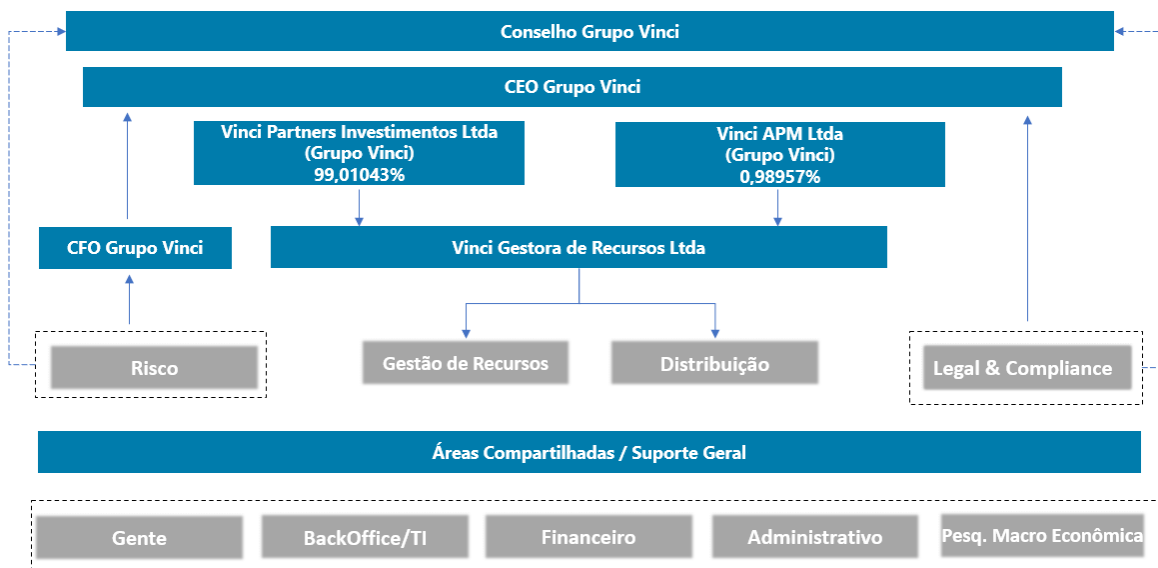 Conselho Grupo Vinci
CEO Grupo Vinci
Vinci Partners Investimentos Ltda
(Grupo Vinci)
99,01043%
Vinci APM Ltda
(Grupo Vinci)
0,98957%
CFO Grupo Vinci
Vinci Gestora de Recursos Ltda
Risco
Gestão de Recursos
Distribuição
Legal & Compliance
Áreas Compartilhadas / Suporte Geral
Gente
BackOffice/TI
Financeiro
Administrativo
Pesq. Macro Econômica